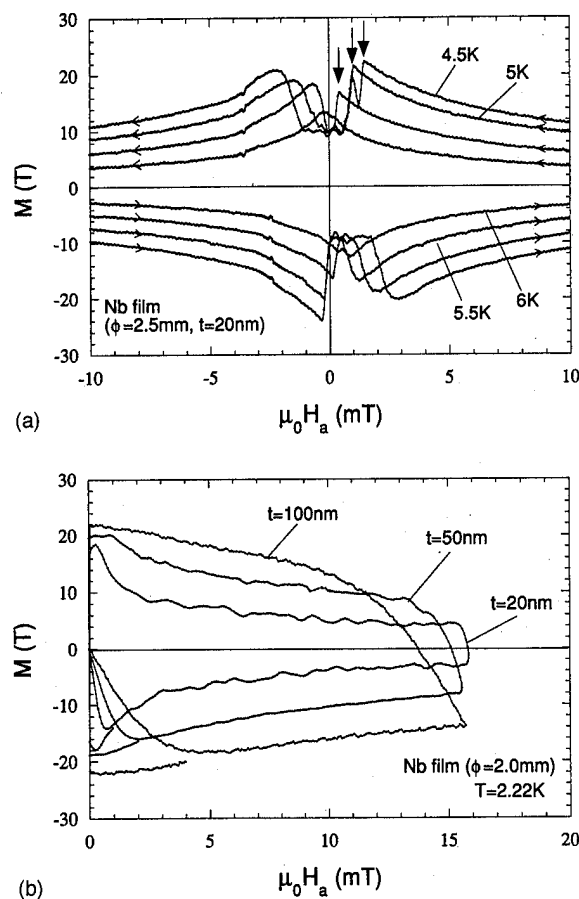 30
20
10
0
-10
-20
-30
M (T)
4.5K
5K
5.5K
6K
Nb film
(ϕ=2.5mm, t=20nm)
-10 -5 0 5 10
μ₀Hₐ (mT)
(a)
30
20
10
0
-10
-20
-30
M (T)
t=100nm
t=50nm
t=20nm
Nb film (ϕ=2.0mm)
T=2.22K
0 5 10 15 20
μ₀Hₐ (mT)
(b)